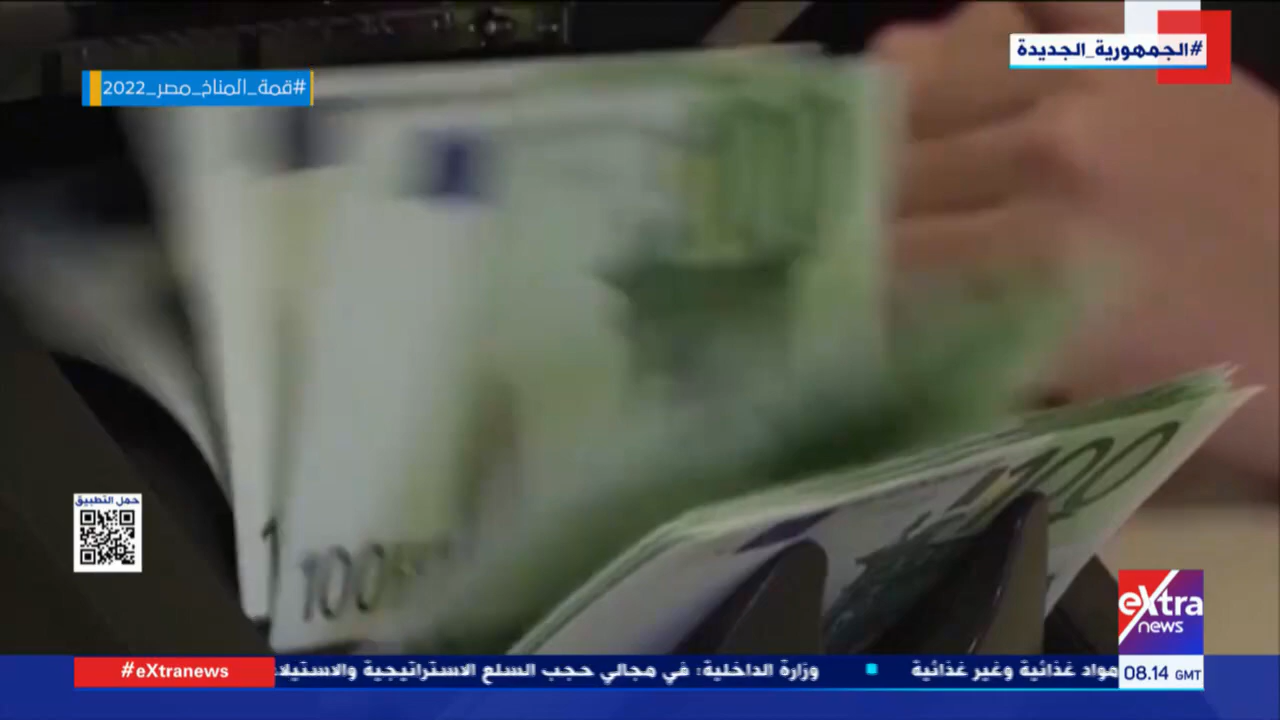 #الجمهورية_الجديدة
#قمة_المناخ_مصر_2022
100
100
حمل التطبيق
eXtra
news
08.14 GMT
مواد غذائية وغير غذائية
وزارة الداخلية: في مجالي حجب السلع الاستراتيجية والاستيلا
#eXtranews